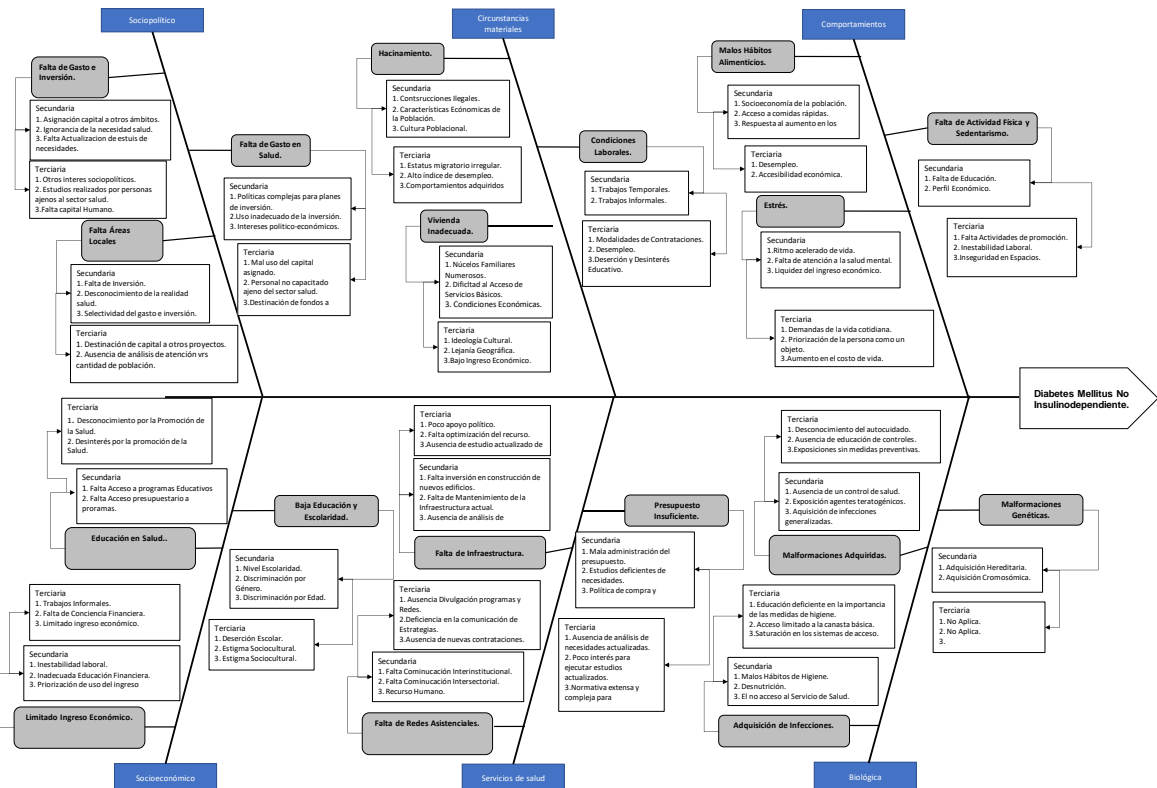 Sociopolítico
Falta de Gasto e
Inversión.
Secundaria
1. Asignación capital a otros ámbitos.
2. Ignorancia de la necesidad salud.
3. Falta Actualizacion de estuis de
necesidades.
Terciaria
1. Otros interes sociopolíticos.
2. Estudios realizados por personas
ajenos al sector salud.
3.Falta capital Humano.
Falta de Gasto en
Salud.
Secundaria
1. Políticas complejas para planes
de inversión.
2.Uso inadecuado de la inversión.
3. Intereses politico-económicos.
Terciaria
1. Mal uso del capital
asignado.
2. Personal no capacitado
ajeno del sector salud.
3.Destinación de fondos a
Falta Áreas
Locales
Secundaria
1. Falta de Inversión.
2. Desconocimiento de la realidad
salud.
3. Selectividad del gasto e inversión.
Terciaria
1. Destinación de capital a otros proyectos.
2. Ausencia de análisis de atención vrs
cantidad de población.
Circunstancias
materiales
Hacinamiento.
Secundaria
1. Contsrucciones Ilegales.
2. Características Ecónomicas de
la Población.
3. Cultura Poblacional.
Terciaria
1. Estatus migratorio irregular.
2. Alto índice de desempleo.
3.Comportamientos adquiridos
Condiciones
Laborales.
Secundaria
1. Trabajos Temporales.
2. Trabajos Informales.
Terciaria
1. Modalidades de Contrataciones.
2. Desempleo.
3.Deserción y Desinterés
Educativo.
Vivienda
Inadecuada.
Secundaria
1. Núcelos Familiares
Numerosos.
2. Dificltad al Acceso de
Servicios Básicos.
3. Condiciones Económicas.
Terciaria
1. Ideología Cultural.
2. Lejanía Geográfica.
3.Bajo Ingreso Económico.
Comportamientos
Malos Hábitos
Alimenticios.
Secundaria
1. Socioeconomía de la población.
2. Acceso a comidas rápidas.
3. Respuesta al aumento en los
Terciaria
1. Desempleo.
2. Accesibilidad económica.
Falta de Actividad Física y
Sedentarismo.
Secundaria
1. Falta de Educación.
2. Perfil Económico.
Terciaria
1. Falta Actividades de promoción.
2. Inestabilidad Laboral.
3.Inseguridad en Espacios.
Estrés.
Secundaria
1.Ritmo acelerado de vida.
2. Falta de atención a la salud mental.
3. Liquidez del ingreso económico.
Terciaria
1. Demandas de la vida cotidiana.
2. Priorización de la persona como un
objeto.
3.Aumento en el costo de vida.
Diabetes Mellitus No
Insulinodependiente.
Terciaria
1. Desconocimiento por la Promoción de
la Salud.
2. Desinterés por la promoción de la
Salud.
Secundaria
1. Falta Acceso a programas Educativos
2. Falta Acceso presupuestario a
proramas.
Educación en Salud..
Baja Educación y
Escolaridad.
Secundaria
1. Nivel Escolaridad.
2. Discriminación por
Género.
3. Discriminación por Edad.
Terciaria
1. Deserción Escolar.
2. Estigma Sociocultural.
3. Estigma Sociocultural.
Terciaria
1. Trabajos Informales.
2. Falta de Conciencia Financiera.
3. Limitado ingreso económico.
Secundaria
1. Inestabilidad laboral.
2. Inadecuada Educación Financiera.
3. Priorización de uso del ingreso
Limitado Ingreso Económico.
Socioeconómico
Terciaria
1. Poco apoyo político.
2. Falta optimización del recurso.
3.Ausencia de estudio actualizado de
Secundaria
1. Falta inversión en construcción de
nuevos edificios.
2. Falta de Mantenimiento de la
Infraestructura actual.
3. Ausencia de análisis de
Falta de Infraestructura.
Presupuesto
Insuficiente.
Secundaria
1. Mala administración del
presupuesto.
2. Estudios deficientes de
necesidades.
3. Política de compra y
Terciaria
1. Ausencia de análisis de
necesidades actualizadas.
2. Poco interés para
ejecutar estudios
actualizados.
3.Normativa extensa y
compleja para
Terciaria
1. Ausencia Divulgación programas y
Redes.
2.Deficiencia en la comunicación de
Estrategias.
3.Ausencia de nuevas contrataciones.
Secundaria
1. Falta Cominucación Interinstitucional.
2. Falta Cominucación Intersectorial.
3. Recurso Humano.
Falta de Redes Asistenciales.
Servicios de salud
Terciaria
1. Desconocimiento del autocuidado.
2. Ausencia de educación de controles.
3.Exposiciones sin medidas preventivas.
Secundaria
1. Ausencia de un control de salud.
2. Exposición agentes teratogénicos.
3. Aquisición de infecciones
generalizadas.
Malformaciones Adquiridas.
Malformaciones
Genéticas.
Secundaria
1. Adquisición Hereditaria.
2. Aquisición Cromosómica.
Terciaria
1. No Aplica.
2. No Aplica.
3.
Terciaria
1. Educación deficiente en la importancia
de las medidas de higiene.
2. Acceso limitado a la canasta básica.
3.Saturación en los sistemas de acceso.
Secundaria
1. Malos Hábitos de Higiene.
2. Desnutrición.
3. El no acceso al Servicio de Salud.
Adquisición de Infecciones.
Biológica